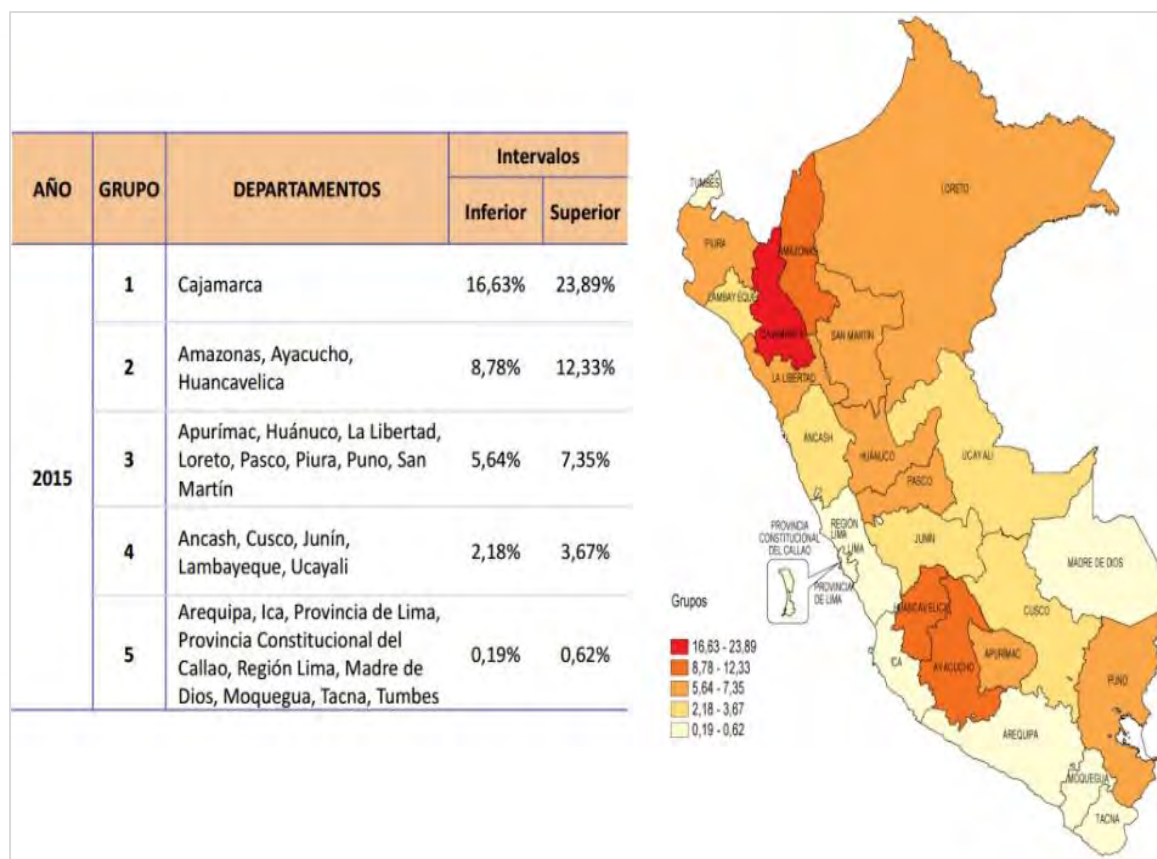 AÑO
GRUPO
DEPARTAMENTOS
Intervalos
Inferior
Superior
2015
1
Cajamarca
16,63%
23,89%
2
Amazonas, Ayacucho,
Huancavelica
8,78%
12,33%
3
Apurímac, Huánuco, La Libertad,
Loreto, Pasco, Piura, Puno, San
Martín
5,64%
7,35%
4
Ancash, Cusco, Junín,
Lambayeque, Ucayali
2,18%
3,67%
5
Arequipa, Ica, Provincia de Lima,
Provincia Constitucional del
Callao, Región Lima, Madre de
Dios, Moquegua, Tacna, Tumbes
0,19%
0,62%
TUMBES
LORETO
PIURA
AMAZONAS
LAMBAYEQUE
CAJAMARCA
SAN MARTÍN
LA LIBERTAD
ANCASH
HUÁNUCO
UCAYALI
PASCO
PROVINCIA
CONSTITUCIONAL
DEL CALLAO
REGIÓN
LIMA
LIMA
JUNÍN
MADRE DE DIOS
PROVINCIA
DE LIMA
HUANCAVELICA
CUSCO
ICA
AYACUCHO
APURÍMAC
PUNO
AREQUIPA
MOQUEGUA
TACNA
Grupos
16,63 - 23,89
8,78 - 12,33
5,64 - 7,35
2,18 - 3,67
0,19 - 0,62